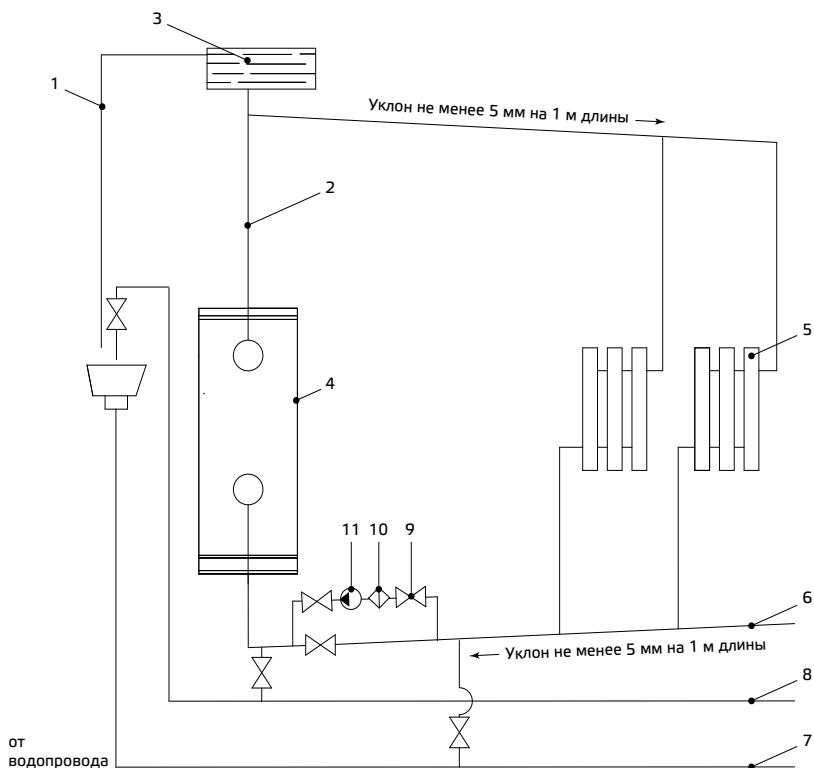 3
1
Уклон не менее 5 мм на 1 м длины
2
5
4
11 10 9
6
Уклон не менее 5 мм на 1 м длины
8
от
водопровода
7